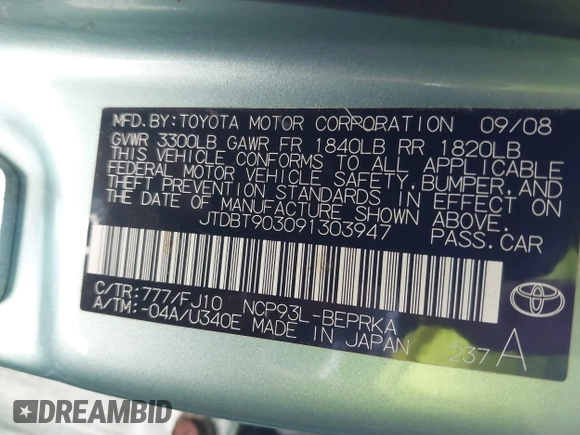 MFD. BY: TOYOTA MOTOR CORPORATION 09/08
GVWR 3300LB GAWR FR 1840LB RR 1820LB
THIS VEHICLE CONFORMS TO ALL APPLICABLE
FEDERAL MOTOR VEHICLE SAFETY, BUMPER, AND
THEFT PREVENTION STANDARDS IN EFFECT ON
THE DATE OF MANUFACTURE SHOWN ABOVE.
JTDBT903091303947 PASS. CAR
C/TR: 777/FJ10 NCP93L-BEPRKA
A/TM: -04A/U340E MADE IN JAPAN 237 A
DREAMBID